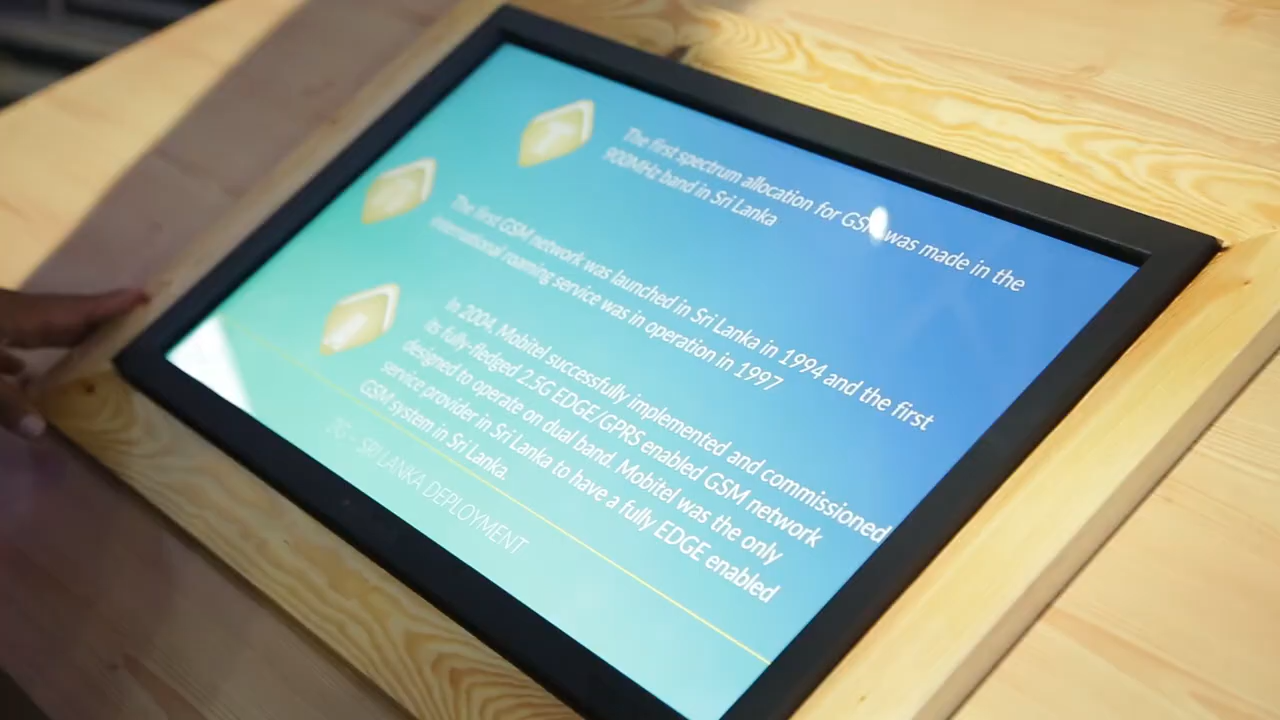 The first spectrum allocation for GSM was made in the
900MHz band in Sri Lanka
The first GSM network was launched in Sri Lanka in 1994 and the first
international roaming service was in operation in 1997
In 2004, Mobitel successfully implemented and commissioned
its fully-fledged 2.5G EDGE/GPRS enabled GSM network
designed to operate on dual band. Mobitel was the only
service provider in Sri Lanka to have a fully EDGE enabled
GSM system in Sri Lanka.
2G – SRI LANKA DEPLOYMENT